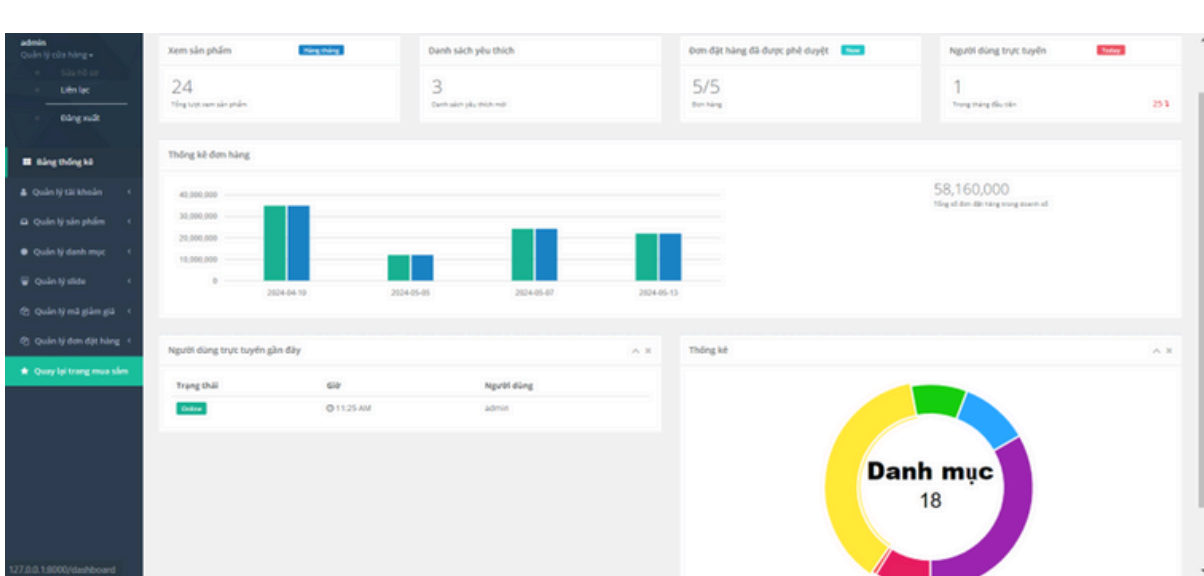 admin
Quản lý cửa hàng
Sửa hồ sơ
Liên lạc
Đăng xuất
Bảng thống kê
Quản lý tài khoản
Quản lý sản phẩm
Quản lý danh mục
Quản lý slide
Quản lý mã giảm giá
Quản lý đơn đặt hàng
Quay lại trang mua sắm
127.0.0.1:8000/dashboard
Xem sản phẩm Hàng tháng
24
Tổng lượt xem sản phẩm
Danh sách yêu thích
3
Danh sách yêu thích mới
Đơn đặt hàng đã được phê duyệt New
5/5
Đơn hàng
Người dùng trực tuyến Today
1
Trong tháng đầu tiên 25
Thống kê đơn hàng
40,000,000
30,000,000
20,000,000
10,000,000
0
2024-04-10 2024-05-05 2024-05-07 2024-05-13
58,160,000
Tổng số đơn đặt hàng trong doanh số
Người dùng trực tuyến gần đây
Trạng thái Giờ Người dùng
Online 11:25 AM admin
Thống kê
Danh mục
18